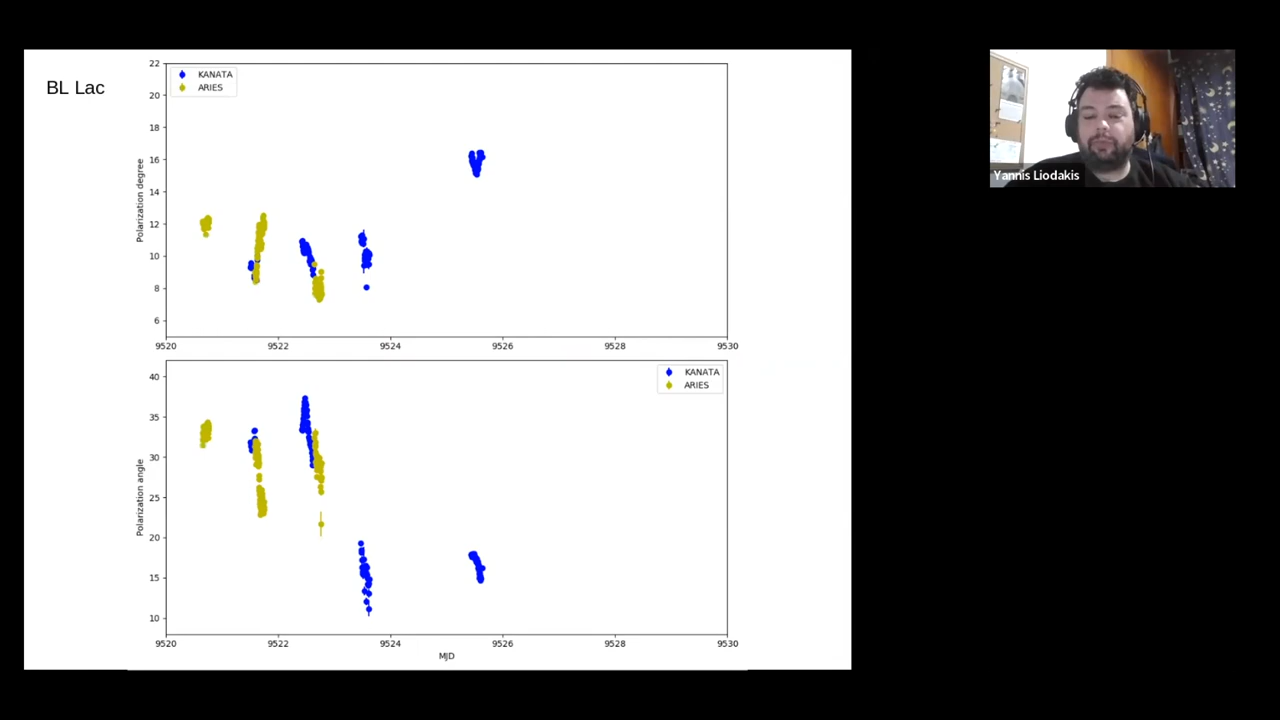 BL Lac
22
20
18
16
14
12
10
8
6
Polarization degree
KANATA
ARIES
9520 9522 9524 9526 9528 9530
40
35
30
25
20
15
10
Polarization angle
KANATA
ARIES
9520 9522 9524 9526 9528 9530
MJD
Yannis Liodakis